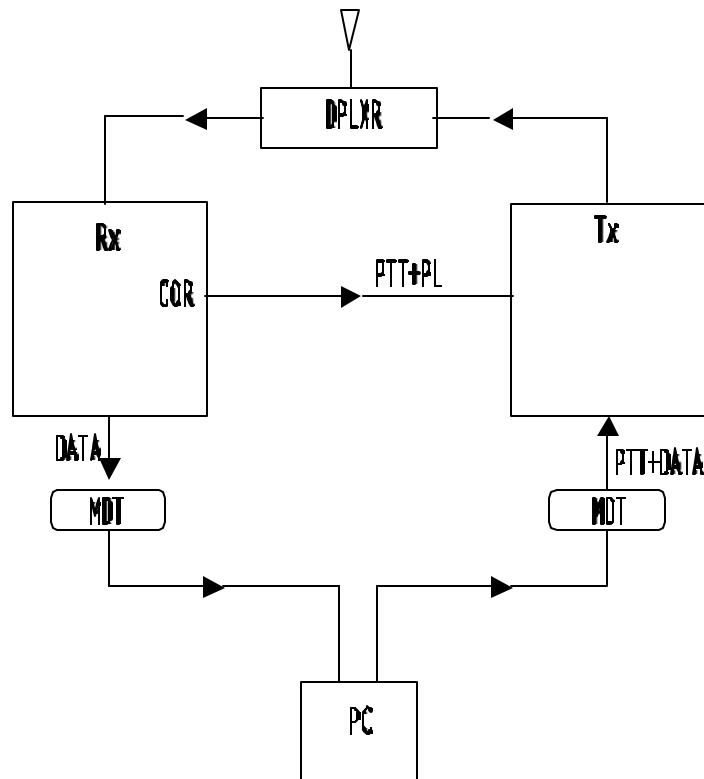 DPLXR
Rx
Tx
COR
PTT+PL
DATA
PTT+DATA
MDT
MDT
PC